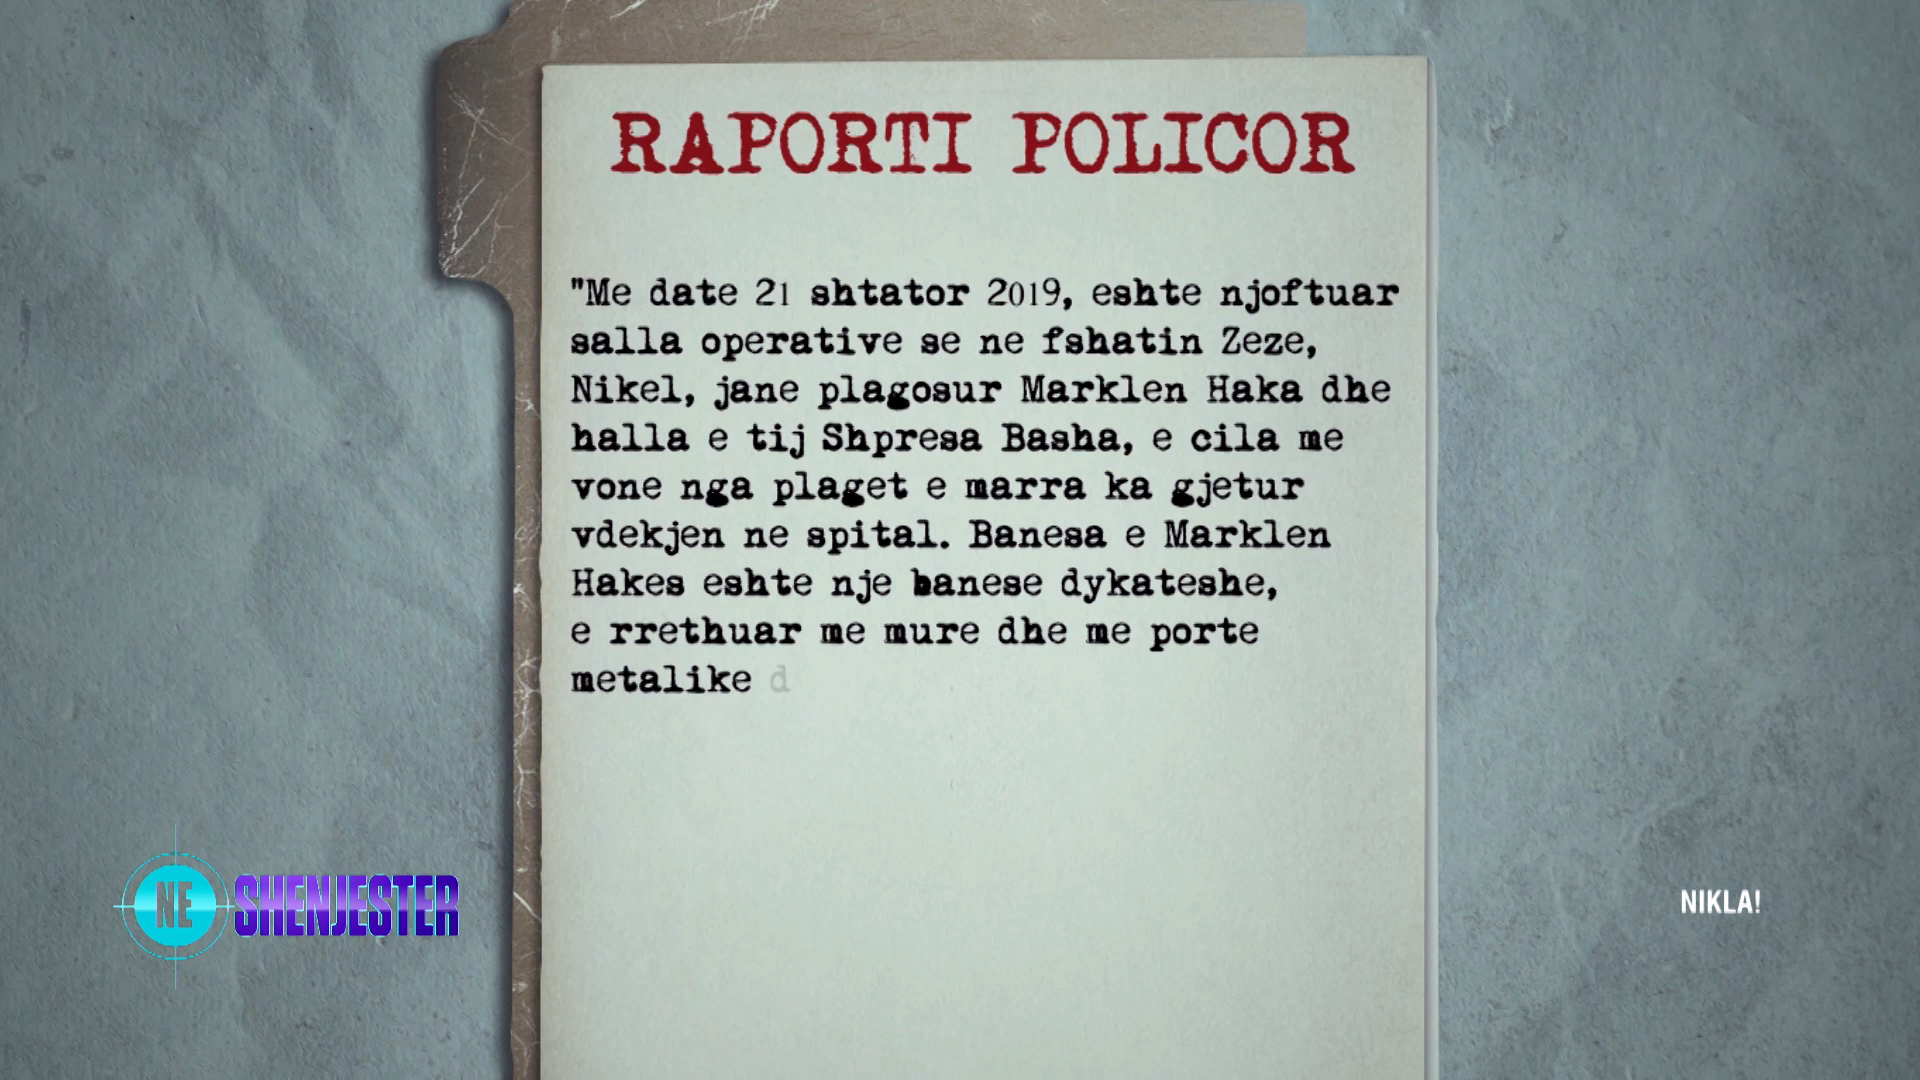 RAPORTI POLICOR
"Me date 21 shtator 2019, eshte njoftuar
salla operative se ne fshatin Zeze,
Nikel, jane plagosur Marklen Haka dhe
halla e tij Shpresa Basha, e cila me
vone nga plaget e marra ka gjetur
vdekjen ne spital. Banesa e Marklen
Hakes eshte nje banese dykateshe,
e rrethuar me mure dhe me porte
metalike d
NE SHENJESTER
NIKLA!